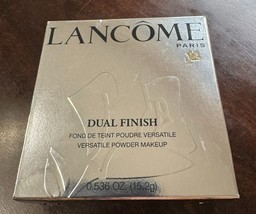 LANCÔME
PARIS
DUAL FINISH
FOND DE TEINT POUDRE VERSATILE
VERSATILE POWDER MAKEUP
0.536 OZ. (15.2g)